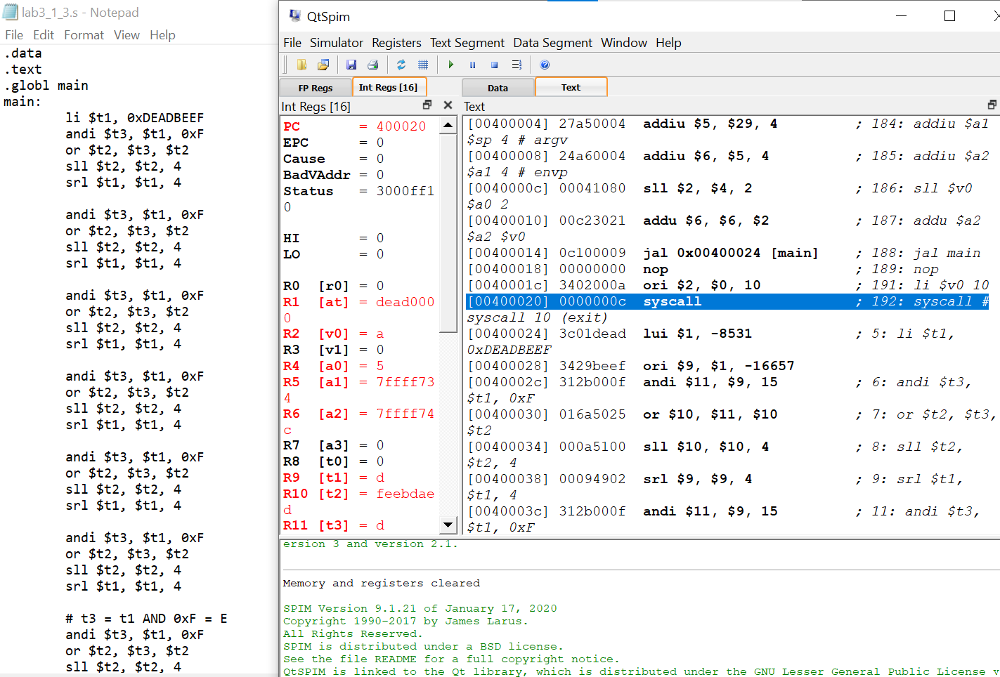 lab3_1_3.s - Notepad
File Edit Format View Help
.data
.text
.globl main
main:
li $t1, 0xDEADBEEF
andi $t3, $t1, 0xF
or $t2, $t3, $t2
sll $t2, $t2, 4
srl $t1, $t1, 4
andi $t3, $t1, 0xF
or $t2, $t3, $t2
sll $t2, $t2, 4
srl $t1, $t1, 4
andi $t3, $t1, 0xF
or $t2, $t3, $t2
sll $t2, $t2, 4
srl $t1, $t1, 4
andi $t3, $t1, 0xF
or $t2, $t3, $t2
sll $t2, $t2, 4
srl $t1, $t1, 4
andi $t3, $t1, 0xF
or $t2, $t3, $t2
sll $t2, $t2, 4
srl $t1, $t1, 4
andi $t3, $t1, 0xF
or $t2, $t3, $t2
sll $t2, $t2, 4
srl $t1, $t1, 4
# t3 = t1 AND 0xF = E
andi $t3, $t1, 0xF
or $t2, $t3, $t2
sll $t2, $t2, 4
QtSpim
File Simulator Registers Text Segment Data Segment Window Help
FP Regs Int Regs [16]
Data Text
Int Regs [16]
PC = 400020
EPC = 0
Cause = 0
BadVAddr = 0
Status = 3000ff1
0
HI = 0
LO = 0
R0 [r0] = 0
R1 [at] = dead000
0
R2 [v0] = a
R3 [v1] = 0
R4 [a0] = 5
R5 [a1] = 7ffff73
4
R6 [a2] = 7ffff74
c
R7 [a3] = 0
R8 [t0] = 0
R9 [t1] = d
R10 [t2] = feebdae
d
R11 [t3] = d
Text
[00400004] 27a50004 addiu $5, $29, 4 ; 184: addiu $a1
$sp 4 # argv
[00400008] 24a60004 addiu $6, $5, 4 ; 185: addiu $a2
$a1 4 # envp
[0040000c] 00041080 sll $2, $4, 2 ; 186: sll $v0
$a0 2
[00400010] 00c23021 addu $6, $6, $2 ; 187: addu $a2
$a2 $v0
[00400014] 0c100009 jal 0x00400024 [main] ; 188: jal main
[00400018] 00000000 nop ; 189: nop
[0040001c] 3402000a ori $2, $0, 10 ; 191: li $v0 10
[00400020] 0000000c syscall ; 192: syscall #
syscall 10 (exit)
[00400024] 3c01dead lui $1, -8531 ; 5: li $t1,
0xDEADBEEF
[00400028] 3429beef ori $9, $1, -16657
[0040002c] 312b000f andi $11, $9, 15 ; 6: andi $t3,
$t1, 0xF
[00400030] 016a5025 or $10, $11, $10 ; 7: or $t2, $t3,
$t2
[00400034] 000a5100 sll $10, $10, 4 ; 8: sll $t2,
$t2, 4
[00400038] 00094902 srl $9, $9, 4 ; 9: srl $t1,
$t1, 4
[0040003c] 312b000f andi $11, $9, 15 ; 11: andi $t3,
$t1, 0xF
ersion 3 and version 2.1.
Memory and registers cleared
SPIM Version 9.1.21 of January 17, 2020
Copyright 1990-2017 by James Larus.
All Rights Reserved.
SPIM is distributed under a BSD license.
See the file README for a full copyright notice.
QtSPIM is linked to the Qt library, which is distributed under the GNU Lesser General Public License v